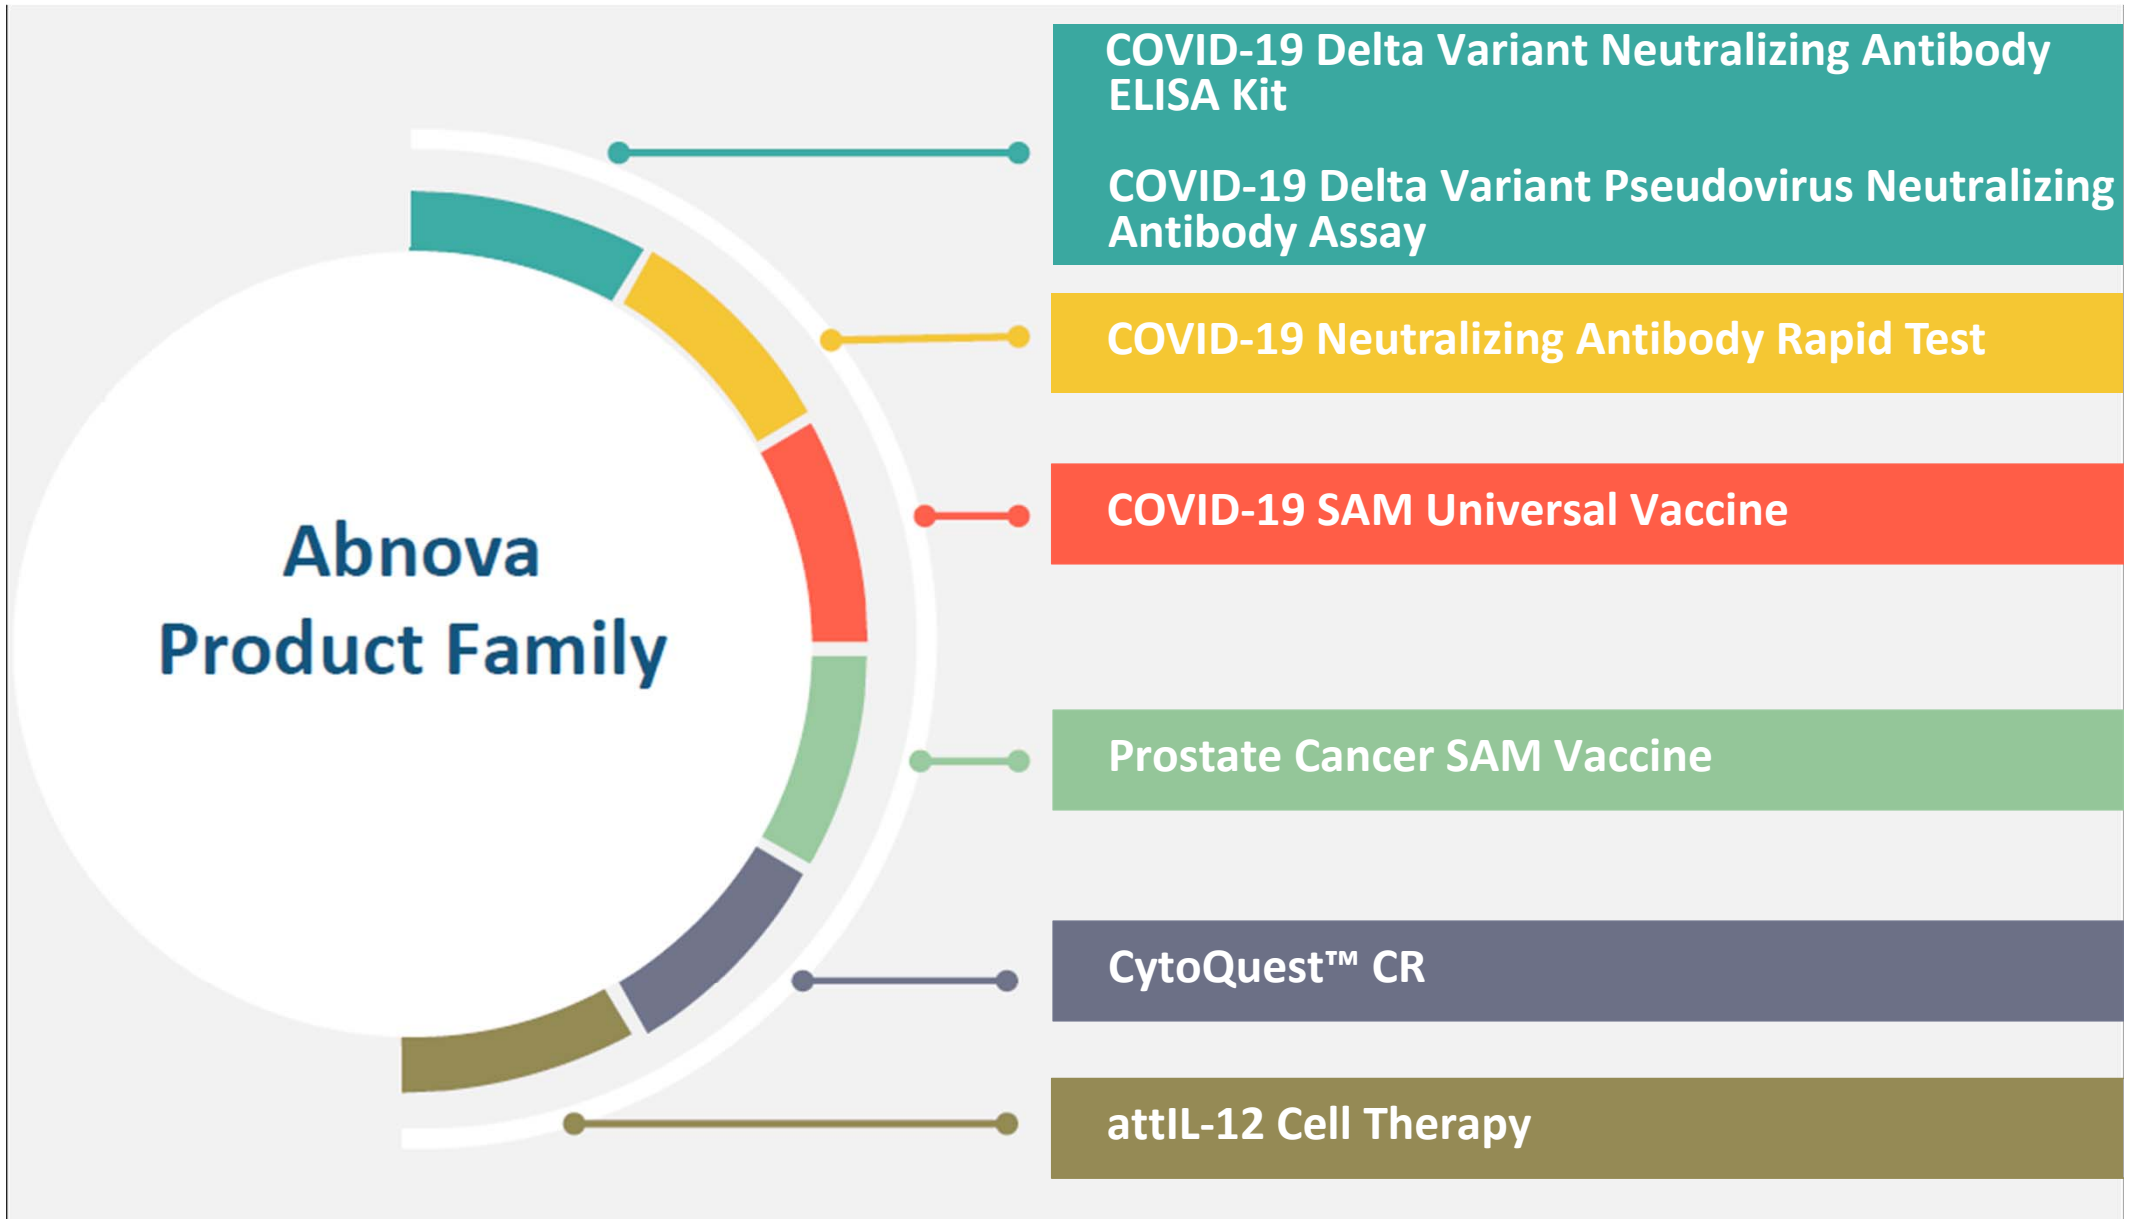 Abnova
Product Family
COVID-19 Delta Variant Neutralizing Antibody
ELISA Kit
COVID-19 Delta Variant Pseudovirus Neutralizing
Antibody Assay
COVID-19 Neutralizing Antibody Rapid Test
COVID-19 SAM Universal Vaccine
Prostate Cancer SAM Vaccine
CytoQuest™ CR
attIL-12 Cell Therapy